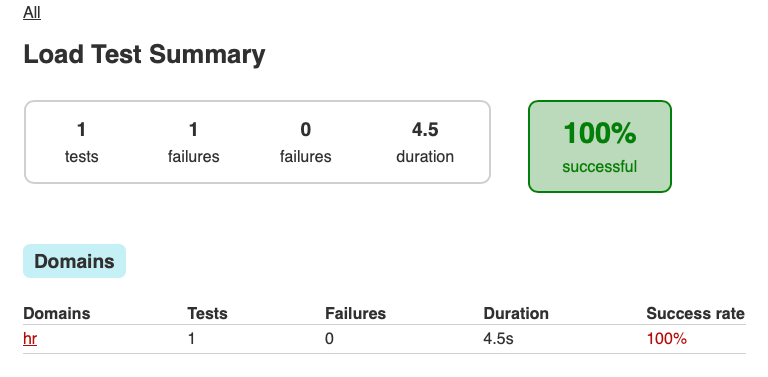 All
Load Test Summary
1 1 0 4.5
tests failures failures duration
100%
successful
Domains
Domains Tests Failures Duration Success rate
hr 1 0 4.5s 100%